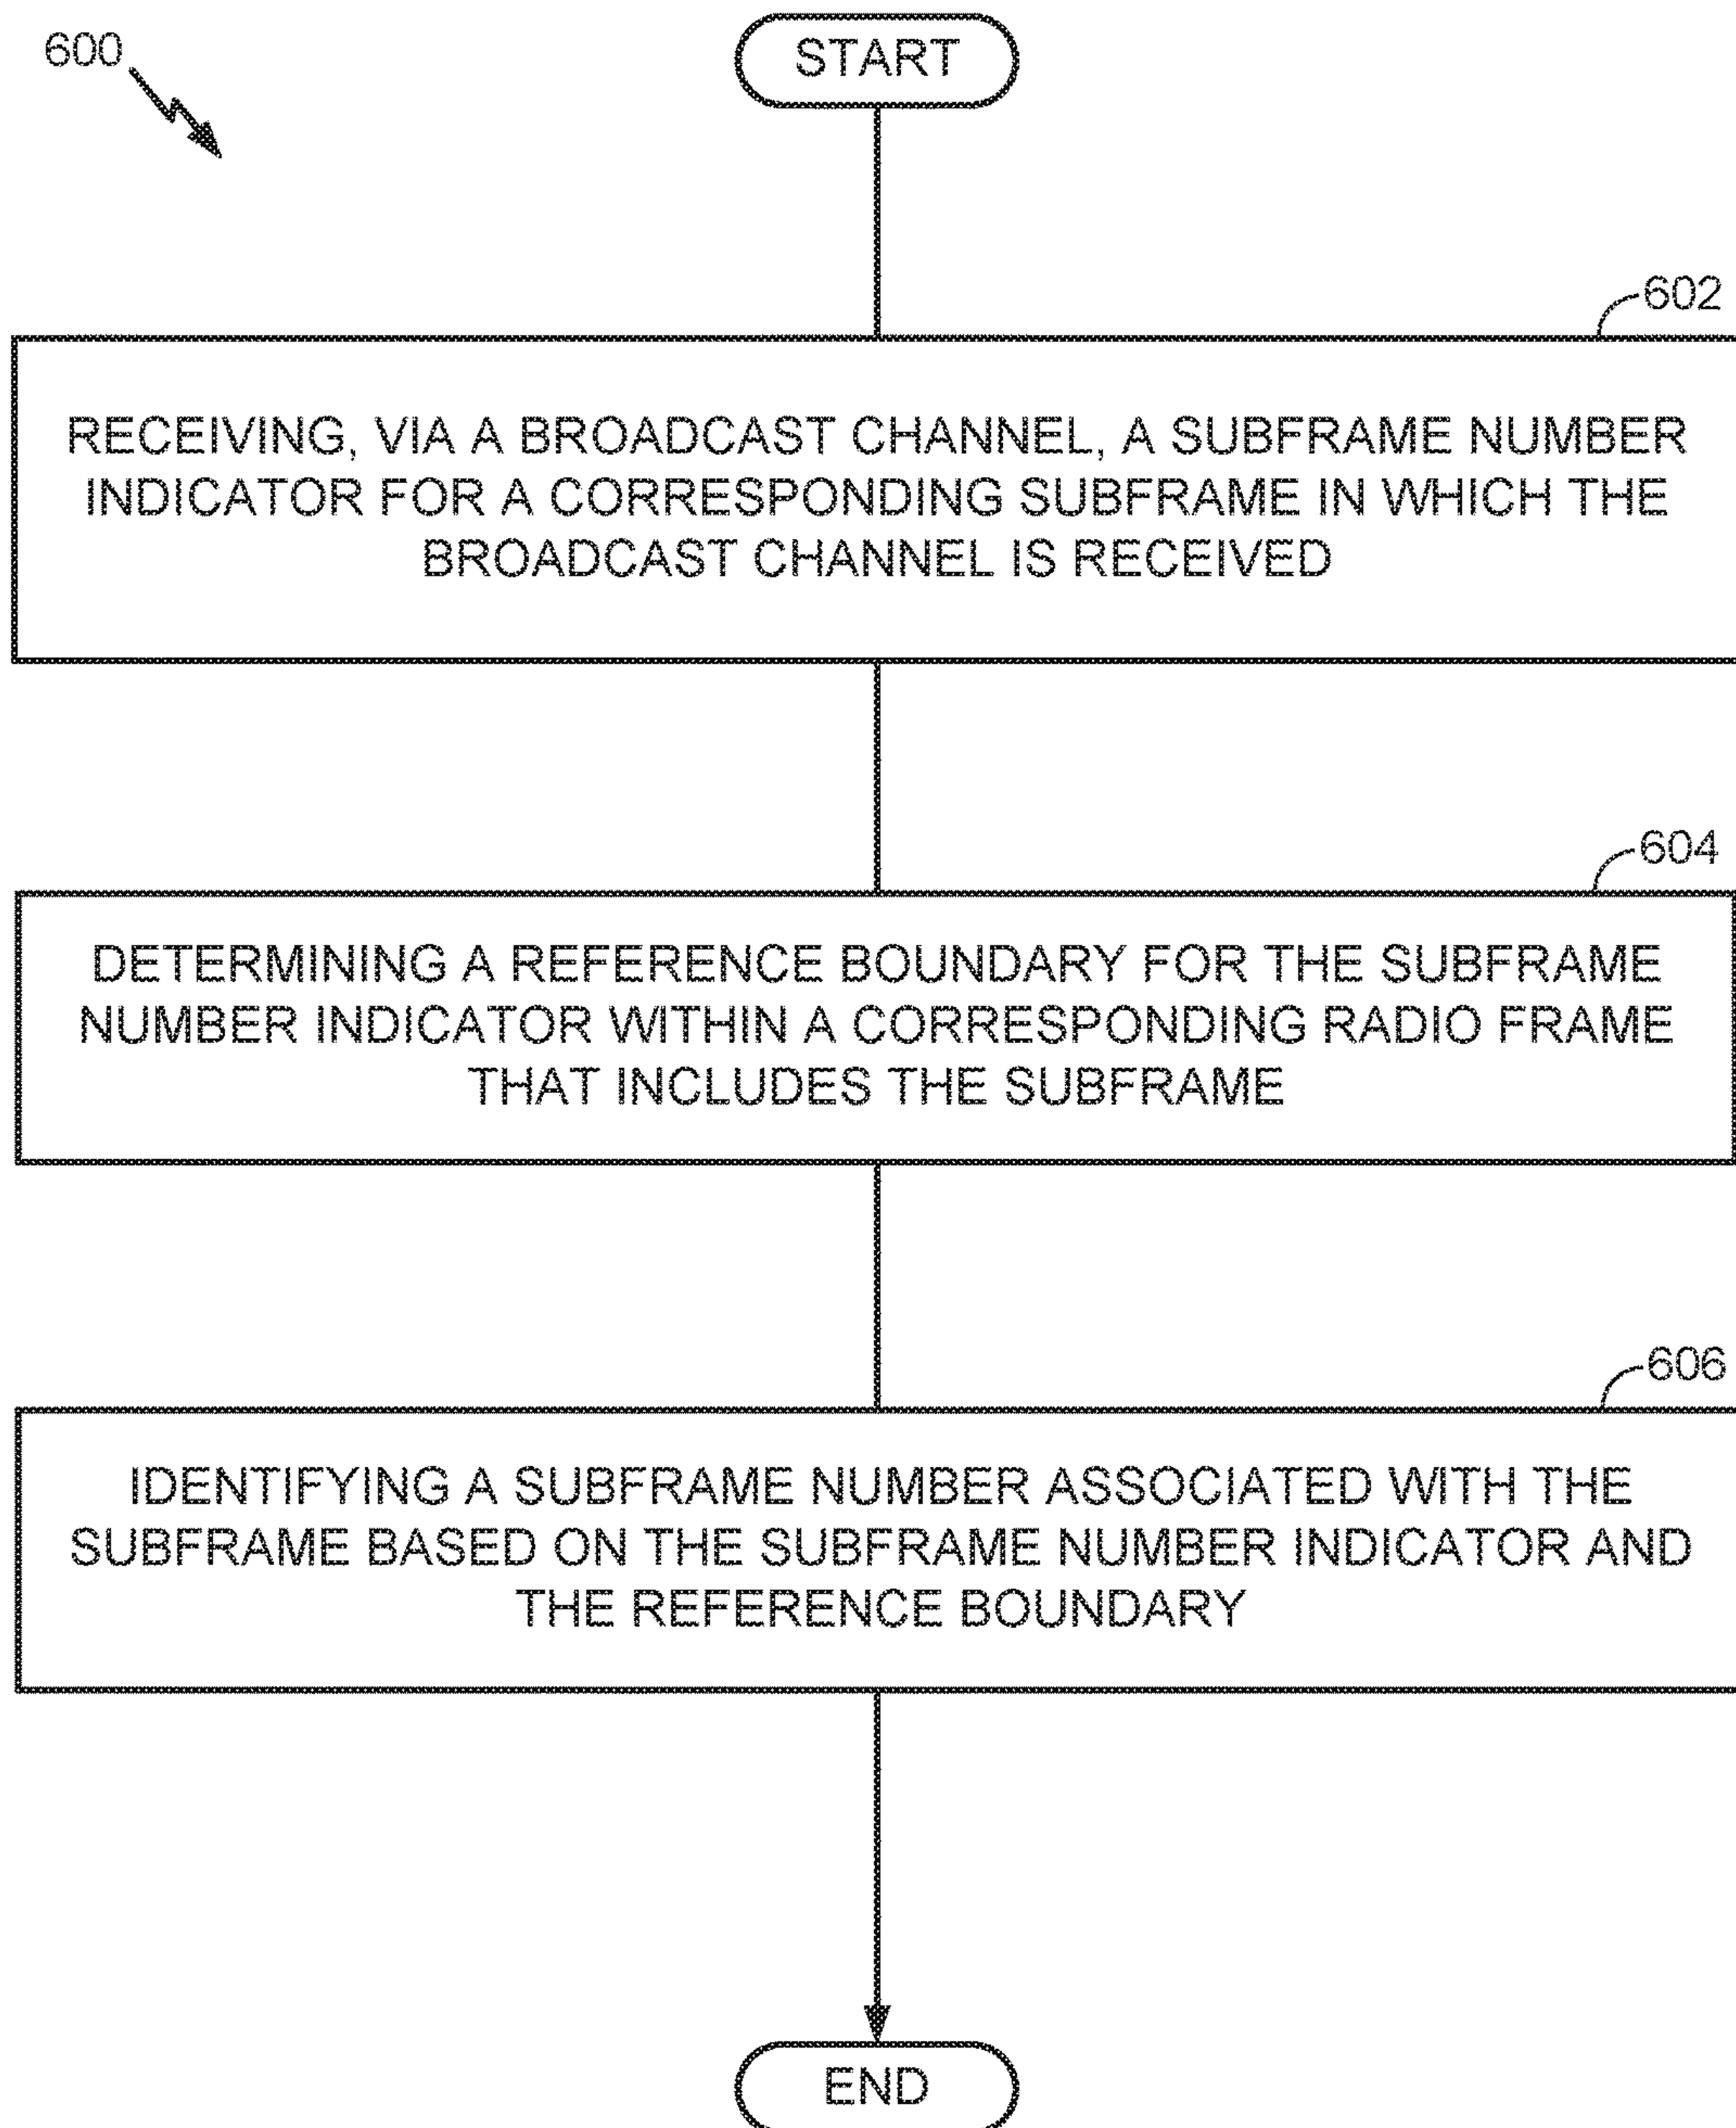 600
START
602
RECEIVING, VIA A BROADCAST CHANNEL, A SUBFRAME NUMBER
INDICATOR FOR A CORRESPONDING SUBFRAME IN WHICH THE
BROADCAST CHANNEL IS RECEIVED
604
DETERMINING A REFERENCE BOUNDARY FOR THE SUBFRAME
NUMBER INDICATOR WITHIN A CORRESPONDING RADIO FRAME
THAT INCLUDES THE SUBFRAME
606
IDENTIFYING A SUBFRAME NUMBER ASSOCIATED WITH THE
SUBFRAME BASED ON THE SUBFRAME NUMBER INDICATOR AND
THE REFERENCE BOUNDARY
END